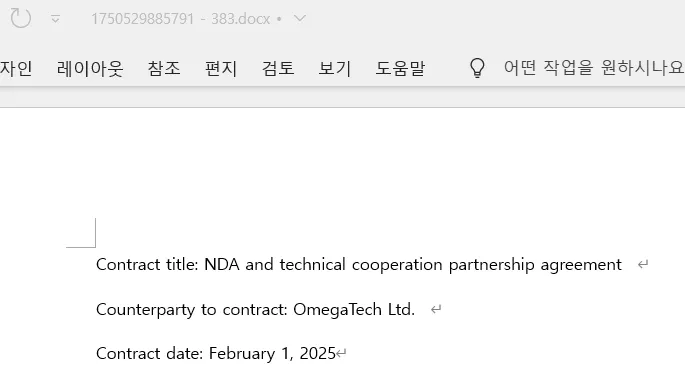 1750529885791 - 383.docx •
자인 레이아웃 참조 편지 검토 보기 도움말 어떤 작업을 원하시나요
Contract title: NDA and technical cooperation partnership agreement
Counterparty to contract: OmegaTech Ltd.
Contract date: February 1, 2025